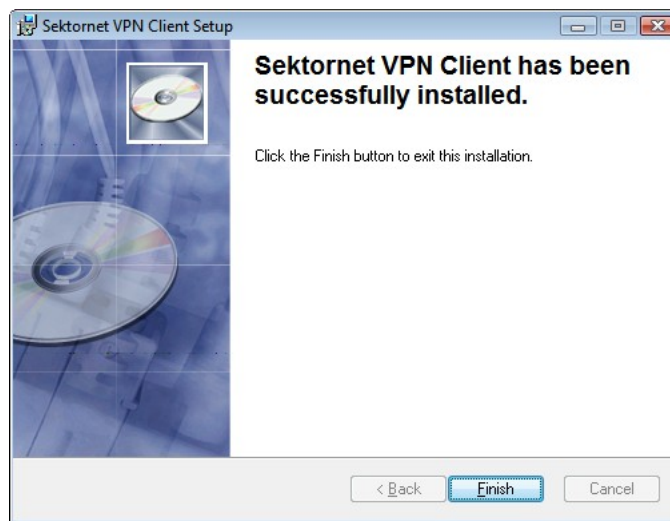 Sektornet VPN Client Setup
Sektornet VPN Client has been
successfully installed.
Click the Finish button to exit this installation.
< Back Finish Cancel